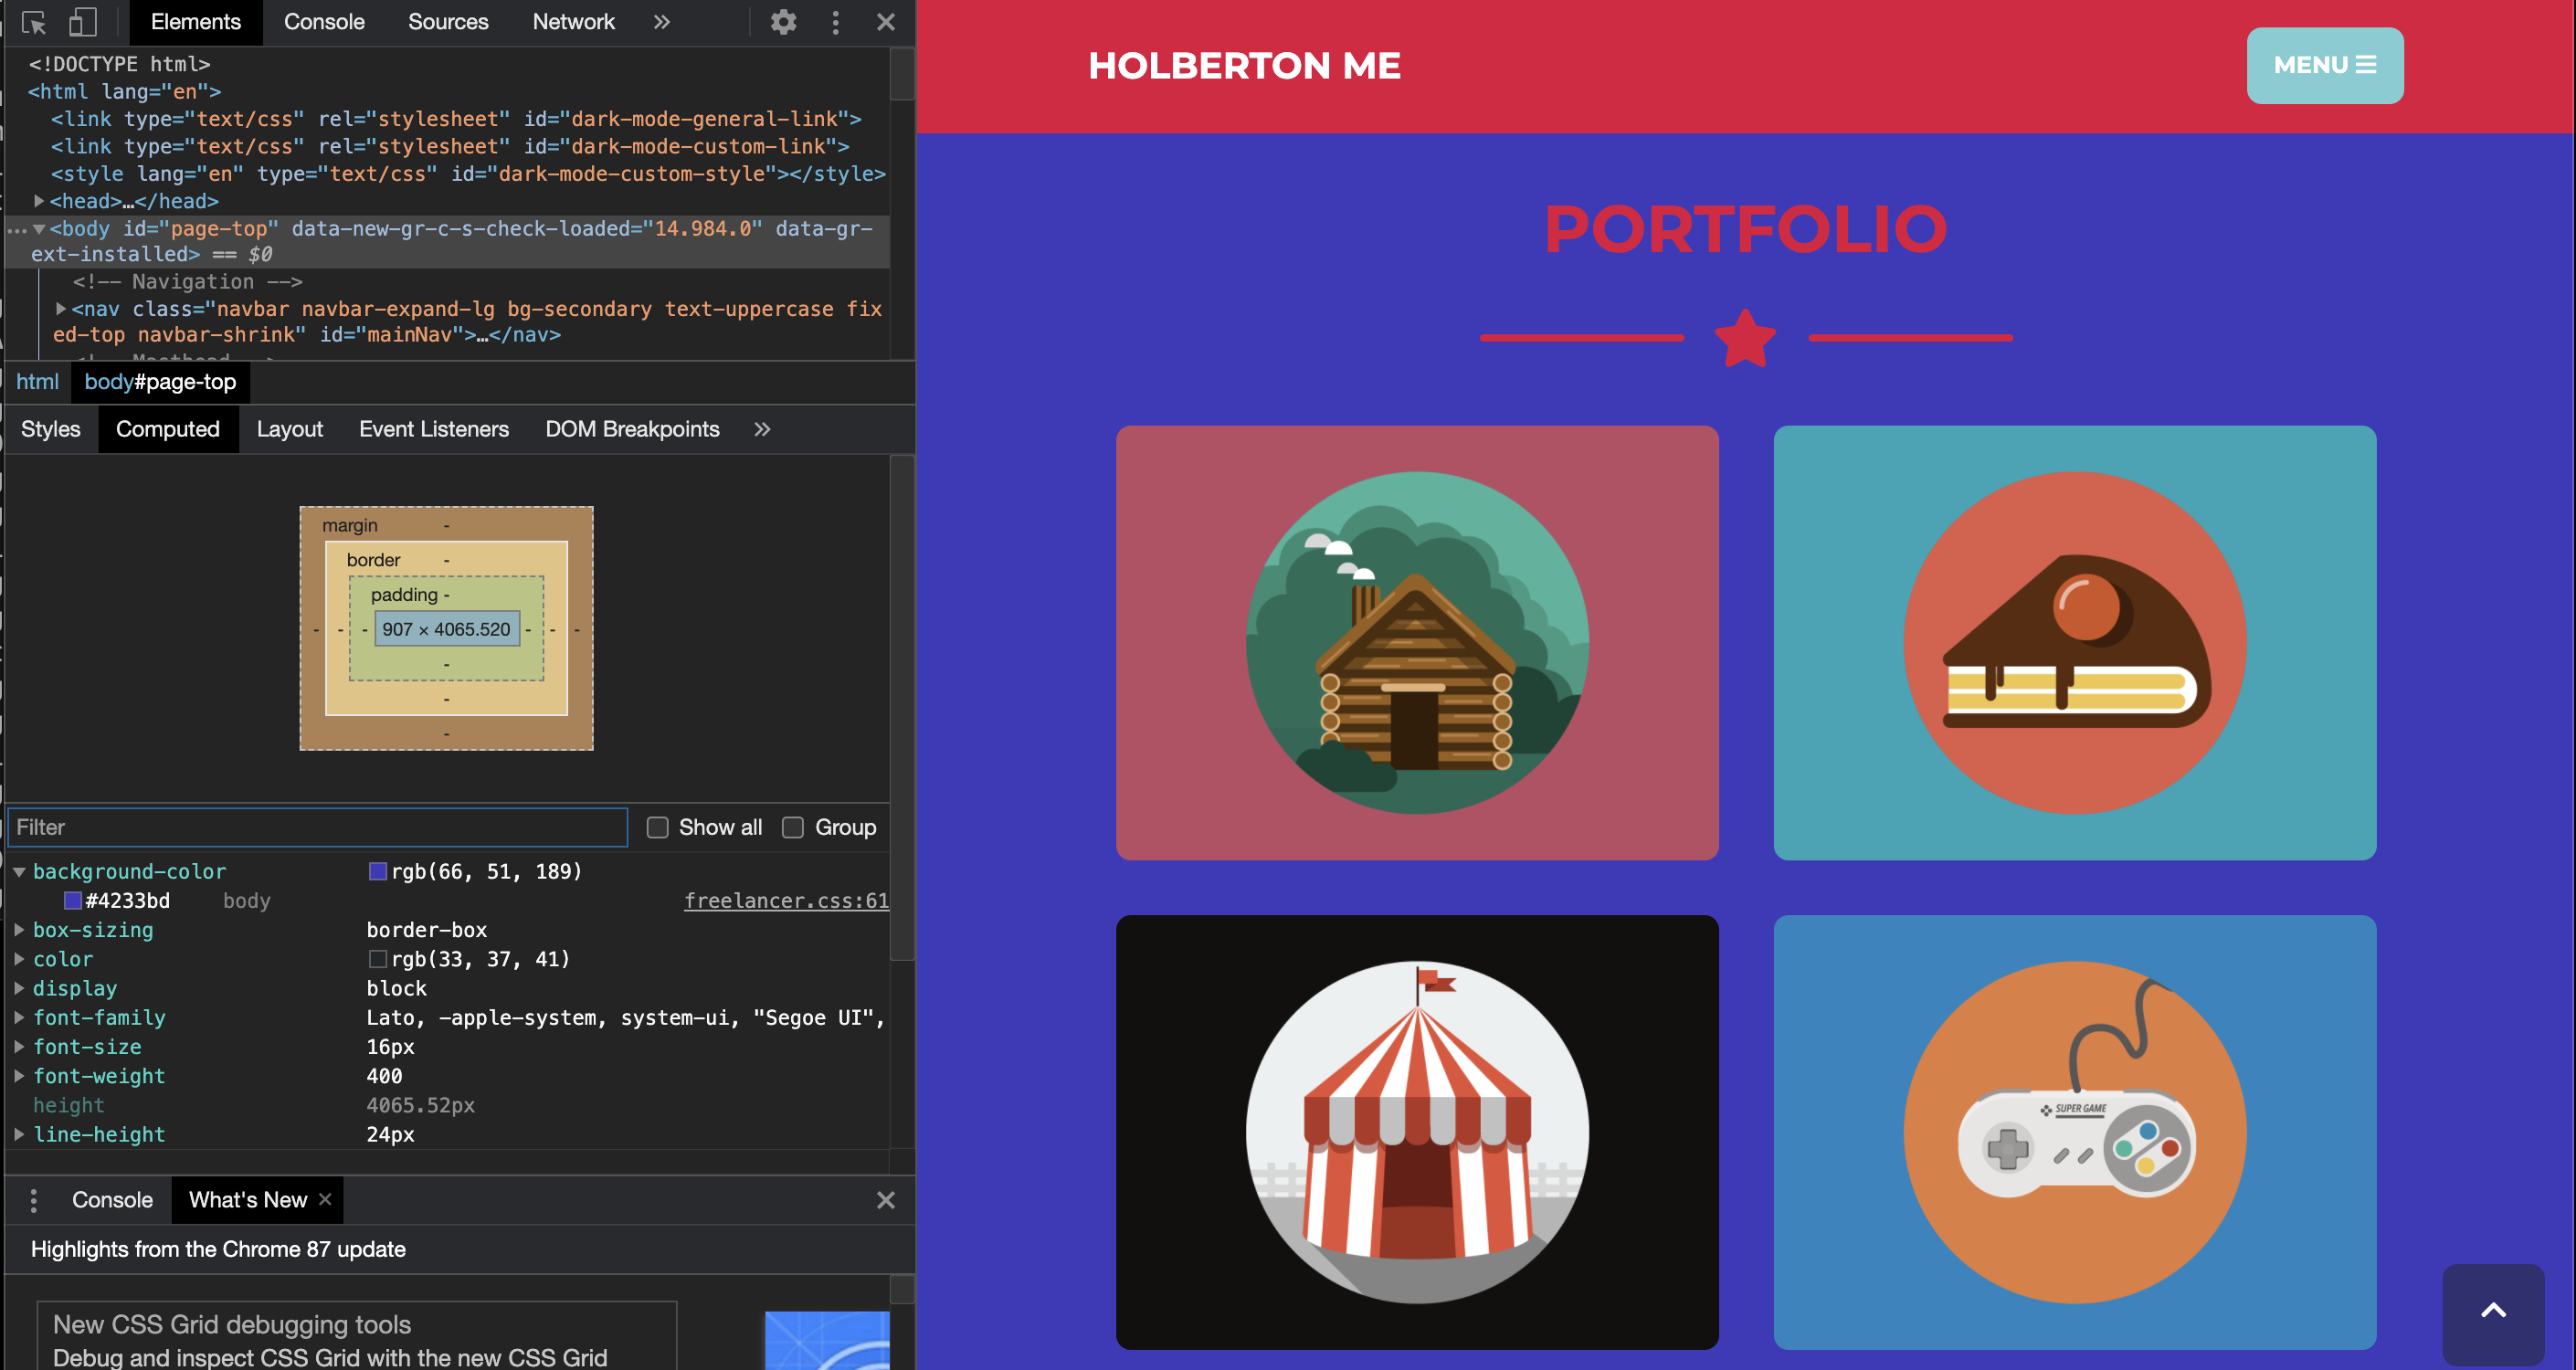 Elements Console Sources Network »
<!DOCTYPE html>
<html lang="en">
<link type="text/css" rel="stylesheet" id="dark-mode-general-link">
<link type="text/css" rel="stylesheet" id="dark-mode-custom-link">
<style lang="en" type="text/css" id="dark-mode-custom-style"></style>
<head>…</head>
<body id="page-top" data-new-gr-c-s-check-loaded="14.984.0" data-gr-
ext-installed> == $0
<!-- Navigation -->
<nav class="navbar navbar-expand-lg bg-secondary text-uppercase fix
ed-top navbar-shrink" id="mainNav">…</nav>
<!-- Masthead -->
html body#page-top
Styles Computed Layout Event Listeners DOM Breakpoints »
margin -
border -
padding -
- - - 907 × 4065.520 - - -
-
-
-
Filter Show all Group
background-color rgb(66, 51, 189)
#4233bd body freelancer.css:61
box-sizing border-box
color rgb(33, 37, 41)
display block
font-family Lato, -apple-system, system-ui, "Segoe UI",
font-size 16px
font-weight 400
height 4065.52px
line-height 24px
Console What's New ×
Highlights from the Chrome 87 update
New CSS Grid debugging tools
Debug and inspect CSS Grid with the new CSS Grid
HOLBERTON ME
MENU
PORTFOLIO
SUPER GAME